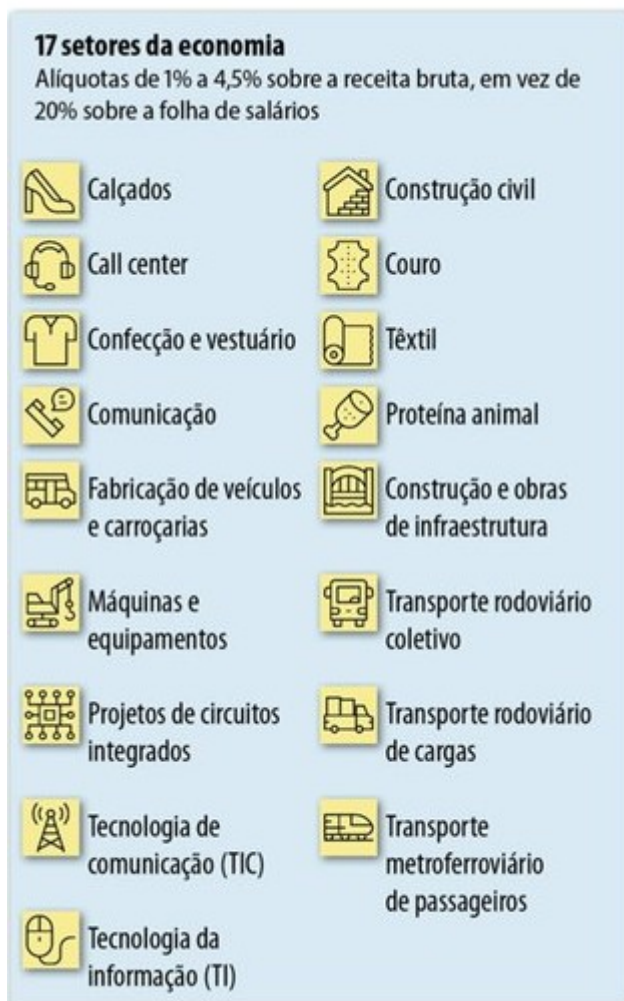 17 setores da economia
Alíquotas de 1% a 4,5% sobre a receita bruta, em vez de
20% sobre a folha de salários
Calçados
Call center
Confecção e vestuário
Comunicação
Fabricação de veículos
e carroçarias
Máquinas e
equipamentos
Projetos de circuitos
integrados
Tecnologia de
comunicação (TIC)
Tecnologia da
informação (TI)
Construção civil
Couro
Têxtil
Proteína animal
Construção e obras
de infraestrutura
Transporte rodoviário
coletivo
Transporte rodoviário
de cargas
Transporte
metroferroviário
de passageiros